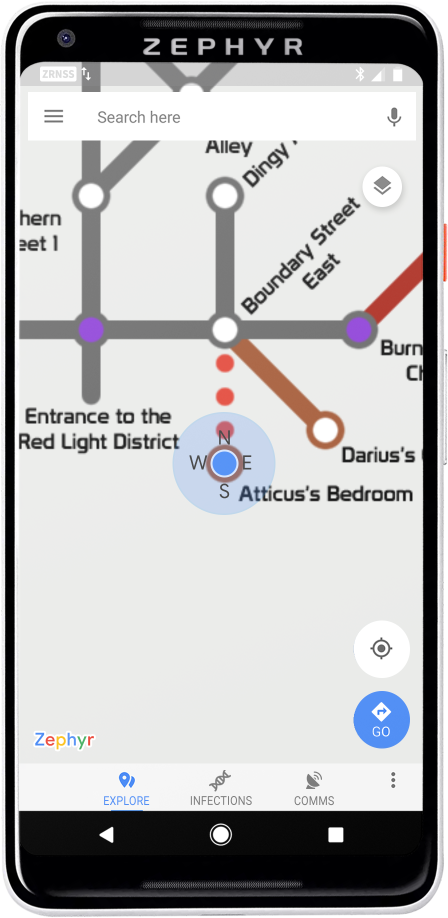 ZEPHYR
ZRNSS
Search here
Alley
Dingy
hern
eet 1
Boundary Street
East
Burn
Ch
Entrance to the
Red Light District
N
W E
S
Darius's
Atticus's Bedroom
Zephyr
GO
EXPLORE
INFECTIONS
COMMS